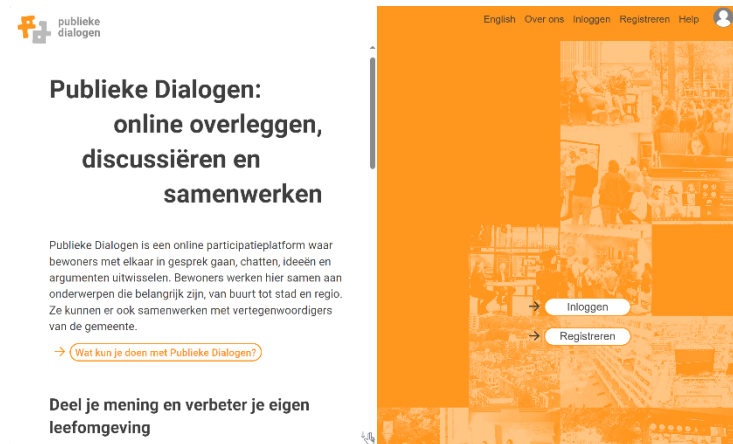 publieke
dialogen
English Over ons Inloggen Registreren Help
Publieke Dialogen:
online overleggen,
discussiëren en
samenwerken
Publieke Dialogen is een online participatieplatform waar
bewoners met elkaar in gesprek gaan, chatten, ideeën en
argumenten uitwisselen. Bewoners werken hier samen aan
onderwerpen die belangrijk zijn, van buurt tot stad en regio.
Ze kunnen er ook samenwerken met vertegenwoordigers
van de gemeente.
Wat kun je doen met Publieke Dialogen?
Deel je mening en verbeter je eigen
leefomgeving
Inloggen
Registreren